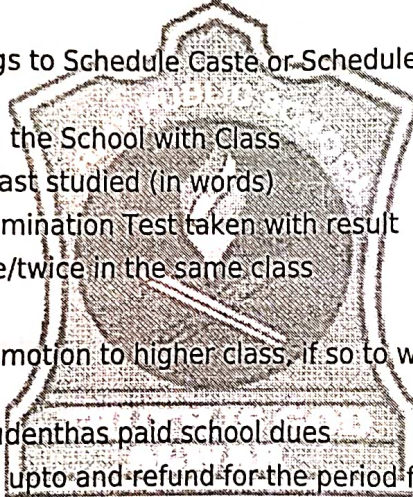 gs to Schedule Caste or Schedule
the School with Class
ast studied (in words)
mination Test taken with result
e/twice in the same class
motion to higher class, if so to w
denthas paid school dues
upto and refund for the period f